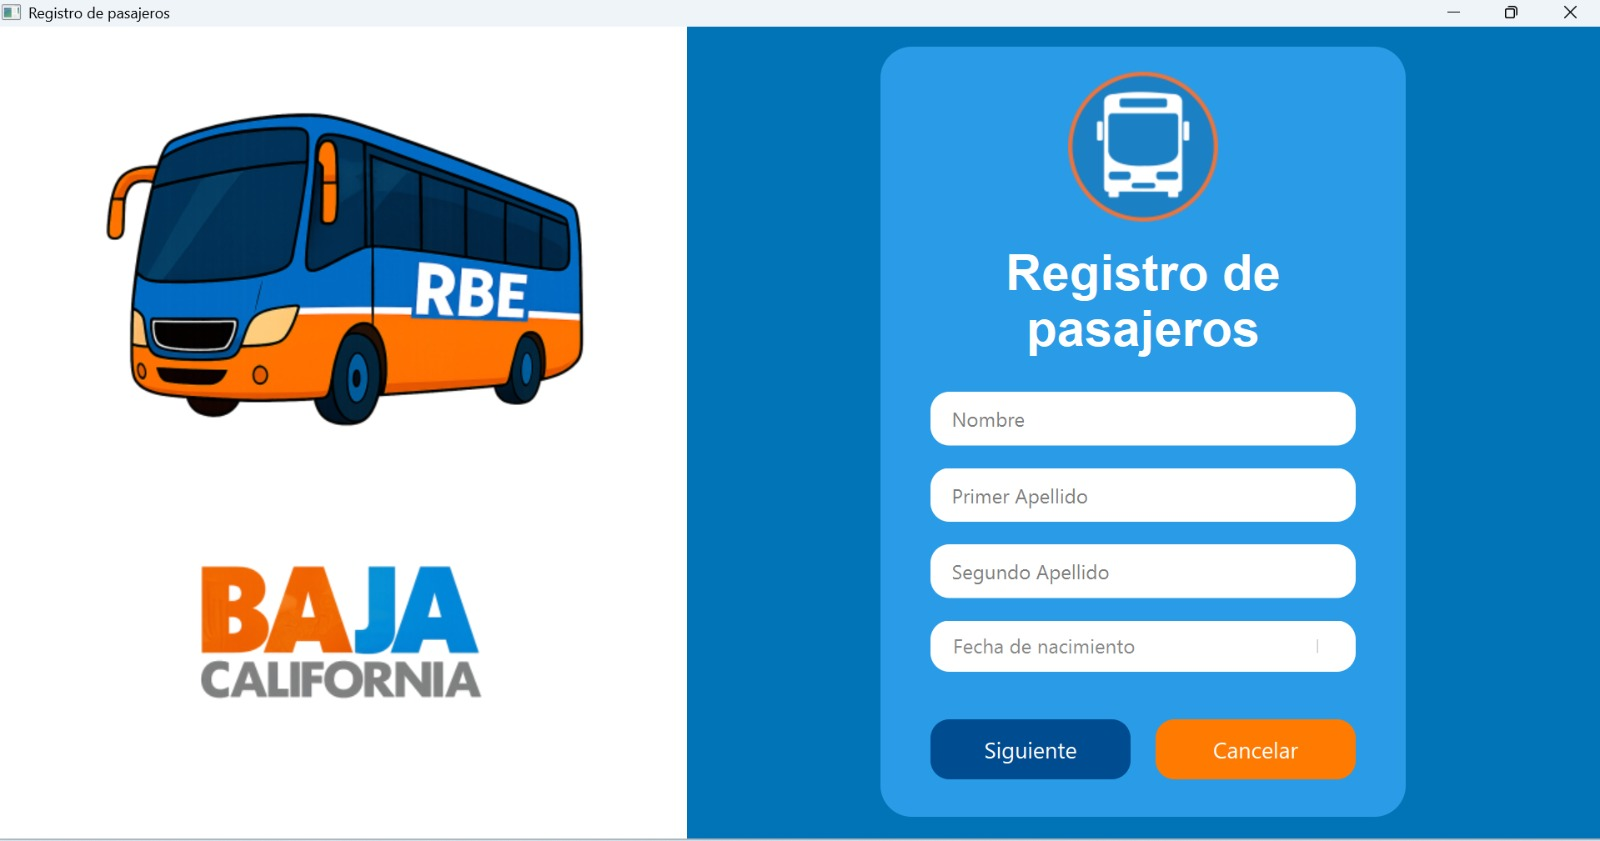 Registro de pasajeros
RBE
BAJA
CALIFORNIA
Registro de
pasajeros
Nombre
Primer Apellido
Segundo Apellido
Fecha de nacimiento
Siguiente
Cancelar